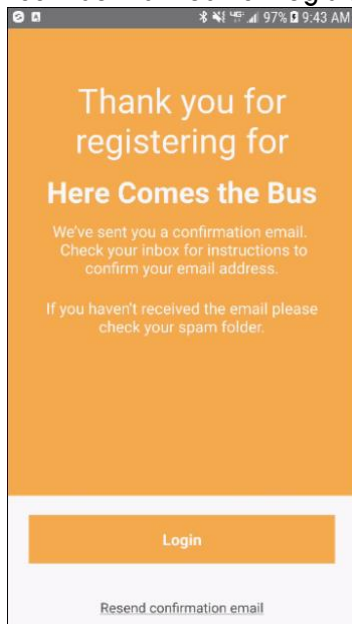 97% 9:43 AM
Thank you for
registering for
Here Comes the Bus
We've sent you a confirmation email.
Check your inbox for instructions to
confirm your email address.
If you haven't received the email please
check your spam folder.
Login
Resend confirmation email